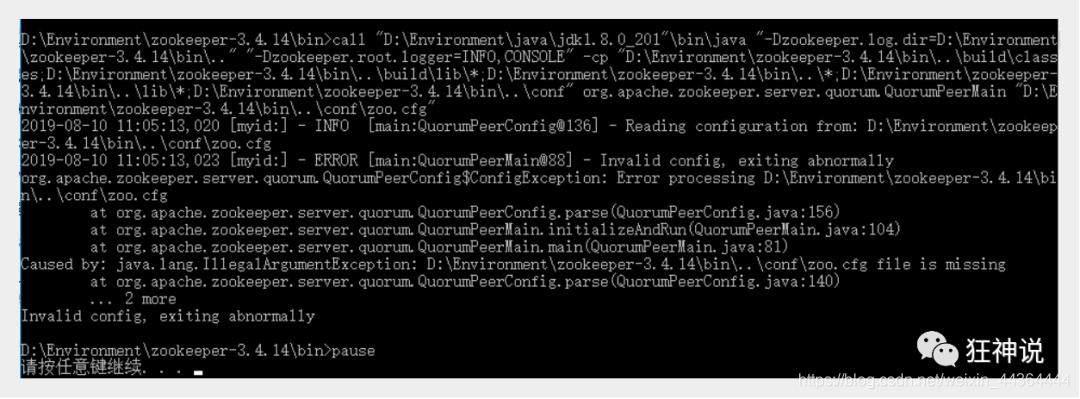 D:\Environment\zookeeper-3.4.14\bin>call "D:\Environment\java\jdk1.8.0_201"\bin\java "-Dzookeeper.log.dir=D:\Environment
\zookeeper-3.4.14\bin\.." "-Dzookeeper.root.logger=INFO,CONSOLE" -cp "D:\Environment\zookeeper-3.4.14\bin\..\build\class
es;D:\Environment\zookeeper-3.4.14\bin\..\build\lib\*;D:\Environment\zookeeper-3.4.14\bin\..\*;D:\Environment\zookeeper-
3.4.14\bin\..\lib\*;D:\Environment\zookeeper-3.4.14\bin\..\conf" org.apache.zookeeper.server.quorum.QuorumPeerMain "D:\E
nvironment\zookeeper-3.4.14\bin\..\conf\zoo.cfg"
2019-08-10 11:05:13,020 [myid:] - INFO  [main:QuorumPeerConfig@136] - Reading configuration from: D:\Environment\zookeep
er-3.4.14\bin\..\conf\zoo.cfg
2019-08-10 11:05:13,023 [myid:] - ERROR [main:QuorumPeerMain@88] - Invalid config, exiting abnormally
org.apache.zookeeper.server.quorum.QuorumPeerConfig$ConfigException: Error processing D:\Environment\zookeeper-3.4.14\bi
n\..\conf\zoo.cfg
at org.apache.zookeeper.server.quorum.QuorumPeerConfig.parse(QuorumPeerConfig.java:156)
at org.apache.zookeeper.server.quorum.QuorumPeerMain.initializeAndRun(QuorumPeerMain.java:104)
at org.apache.zookeeper.server.quorum.QuorumPeerMain.main(QuorumPeerMain.java:81)
Caused by: java.lang.IllegalArgumentException: D:\Environment\zookeeper-3.4.14\bin\..\conf\zoo.cfg file is missing
at org.apache.zookeeper.server.quorum.QuorumPeerConfig.parse(QuorumPeerConfig.java:140)
... 2 more
Invalid config, exiting abnormally
D:\Environment\zookeeper-3.4.14\bin>pause
请按任意键继续. . .
狂神说
https://blog.csdn.net/weixin_44364444